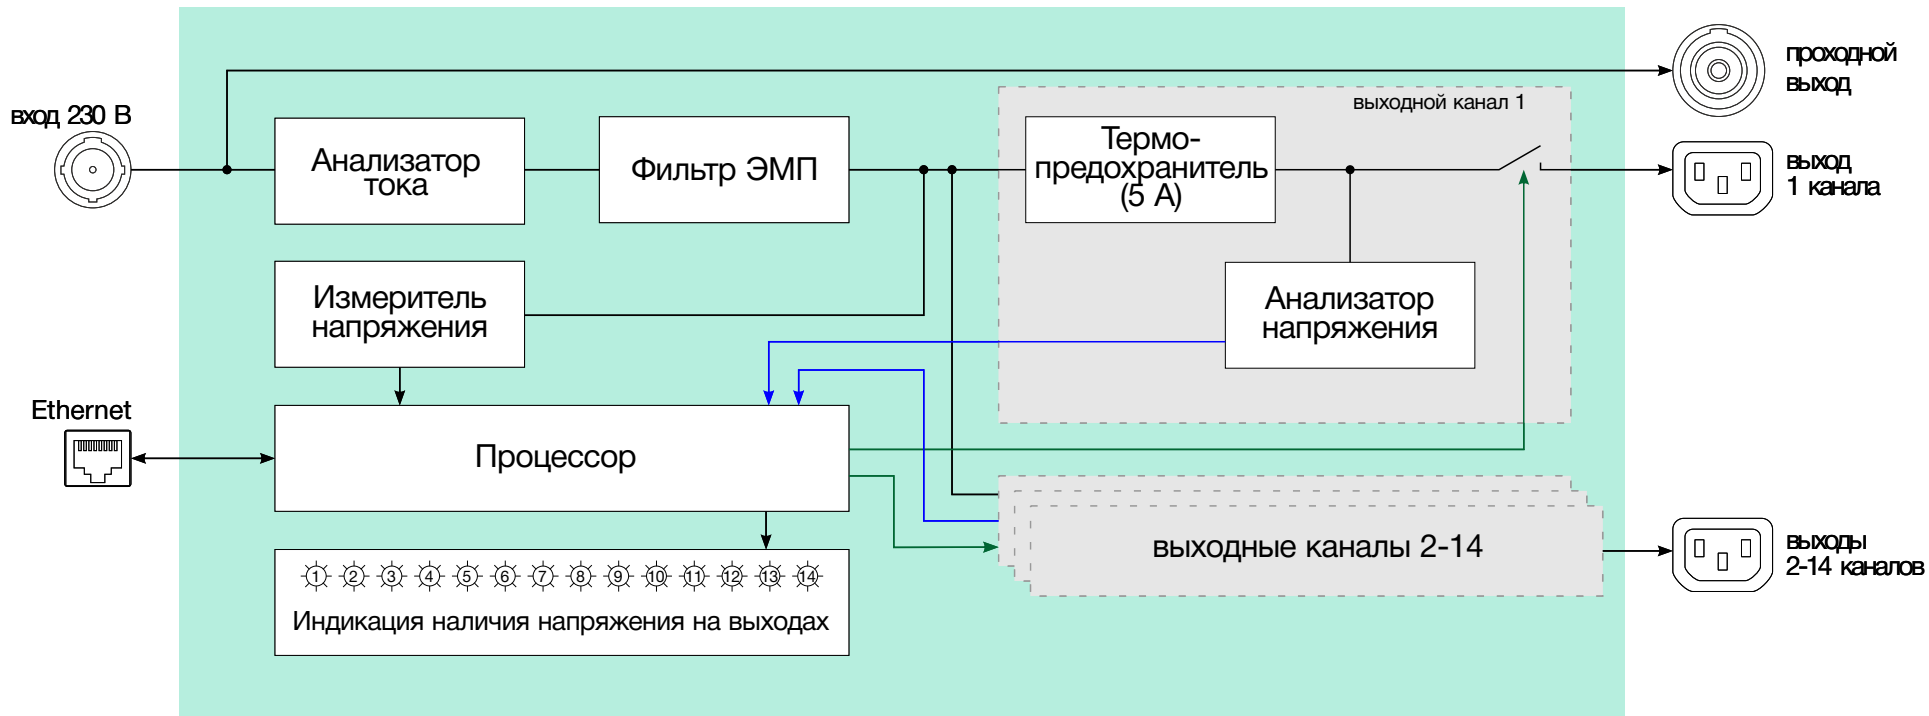 проходной
выход
вход 230 В
выходной канал 1
Анализатор
тока
Фильтр ЭМП
Термо-
предохранитель
(5 А)
выход
1 канала
Измеритель
напряжения
Анализатор
напряжения
Ethernet
Процессор
выходные каналы 2-14
выходы
2-14 каналов
1 2 3 4 5 6 7 8 9 10 11 12 13 14
Индикация наличия напряжения на выходах